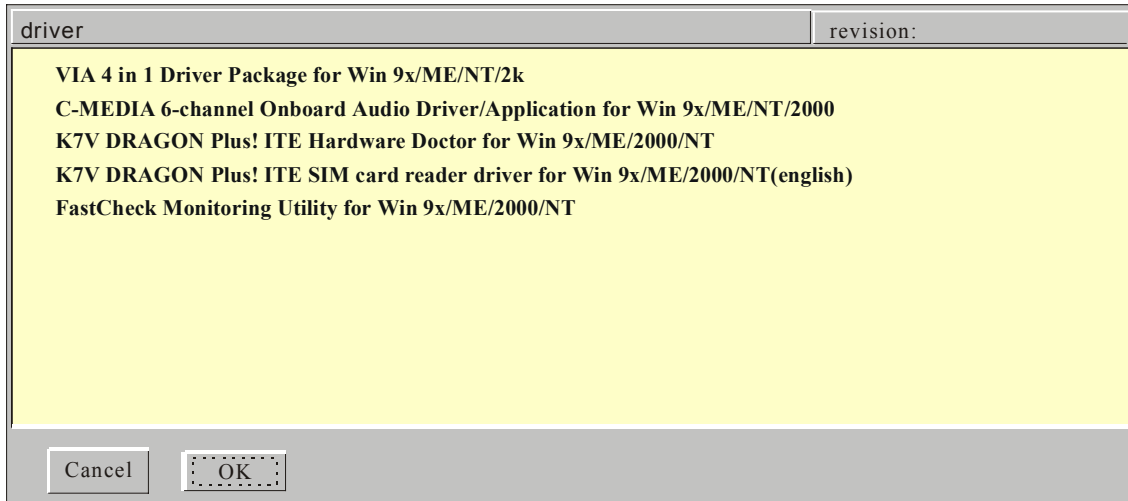 driver
revision:
VIA 4 in 1 Driver Package for Win 9x/ME/NT/2k
C-MEDIA 6-channel Onboard Audio Driver/Application for Win 9x/ME/NT/2000
K7V DRAGON Plus! ITE Hardware Doctor for Win 9x/ME/2000/NT
K7V DRAGON Plus! ITE SIM card reader driver for Win 9x/ME/2000/NT(english)
FastCheck Monitoring Utility for Win 9x/ME/2000/NT
Cancel
OK